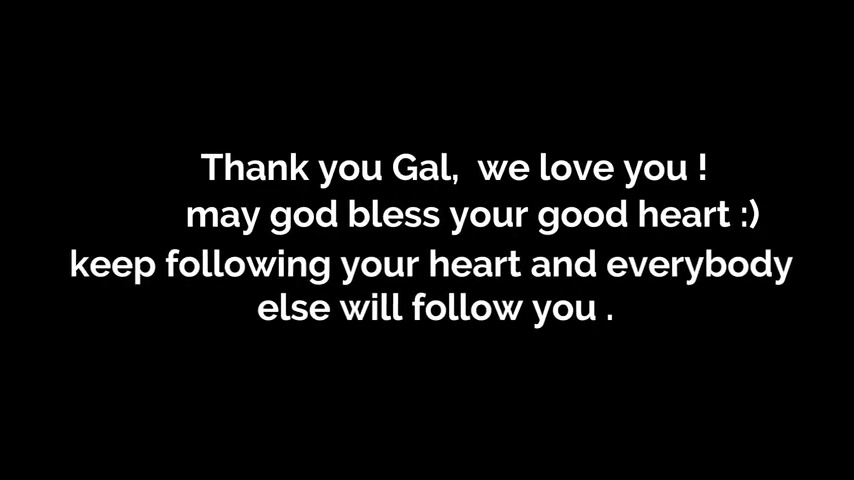 Thank you Gal,  we love you !
may god bless your good heart :)
keep following your heart and everybody
else will follow you .